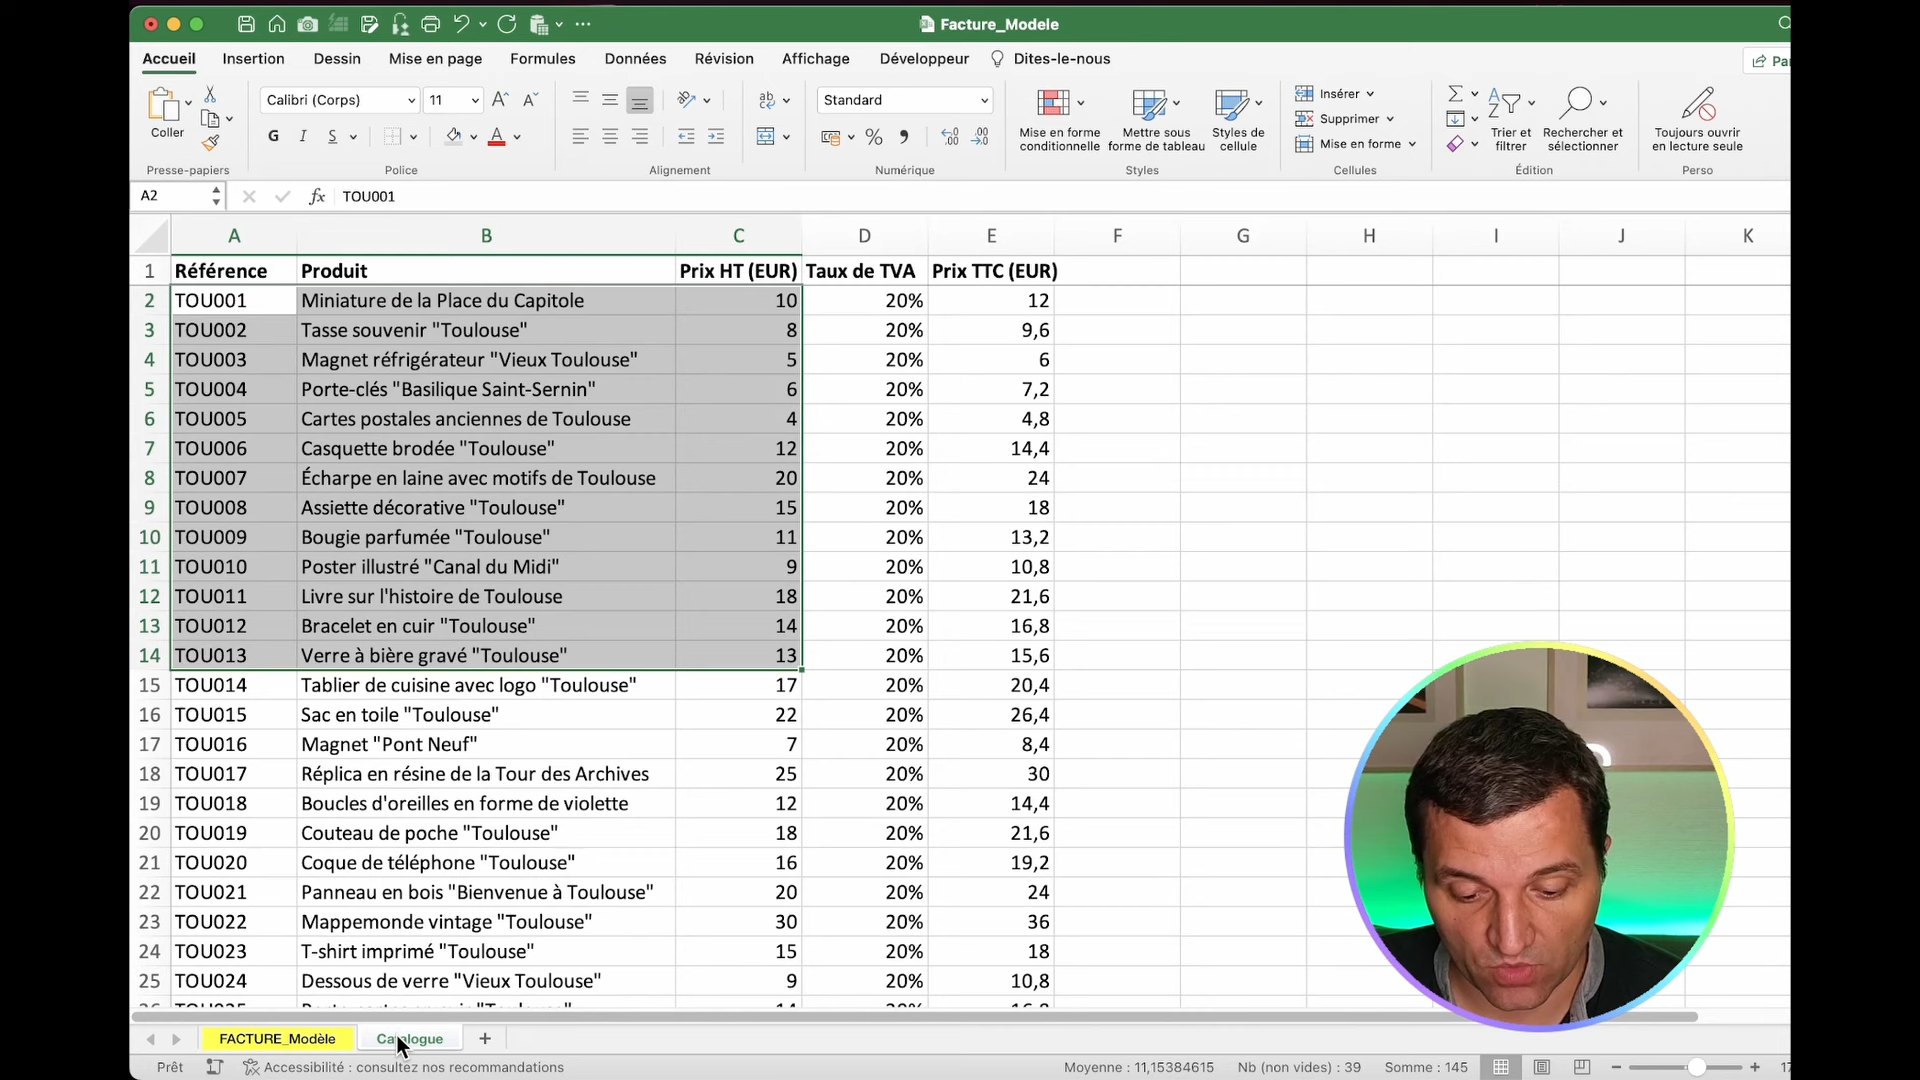 Facture_Modele
Accueil Insertion Dessin Mise en page Formules Données Révision Affichage Développeur Dites-le-nous
Coller
Presse-papiers
Calibri (Corps) 11
G I S
Police
Alignement
Standard
Numérique
Mise en forme conditionnelle
Mettre sous forme de tableau
Styles de cellule
Styles
Insérer
Supprimer
Mise en forme
Cellules
Trier et filtrer
Rechercher et sélectionner
Édition
Toujours ouvrir en lecture seule
Perso
A2 fx TOU001
A B C D E F G H I J K
1 Référence Produit Prix HT (EUR) Taux de TVA Prix TTC (EUR)
2 TOU001 Miniature de la Place du Capitole 10 20% 12
3 TOU002 Tasse souvenir "Toulouse" 8 20% 9,6
4 TOU003 Magnet réfrigérateur "Vieux Toulouse" 5 20% 6
5 TOU004 Porte-clés "Basilique Saint-Sernin" 6 20% 7,2
6 TOU005 Cartes postales anciennes de Toulouse 4 20% 4,8
7 TOU006 Casquette brodée "Toulouse" 12 20% 14,4
8 TOU007 Écharpe en laine avec motifs de Toulouse 20 20% 24
9 TOU008 Assiette décorative "Toulouse" 15 20% 18
10 TOU009 Bougie parfumée "Toulouse" 11 20% 13,2
11 TOU010 Poster illustré "Canal du Midi" 9 20% 10,8
12 TOU011 Livre sur l'histoire de Toulouse 18 20% 21,6
13 TOU012 Bracelet en cuir "Toulouse" 14 20% 16,8
14 TOU013 Verre à bière gravé "Toulouse" 13 20% 15,6
15 TOU014 Tablier de cuisine avec logo "Toulouse" 17 20% 20,4
16 TOU015 Sac en toile "Toulouse" 22 20% 26,4
17 TOU016 Magnet "Pont Neuf" 7 20% 8,4
18 TOU017 Réplica en résine de la Tour des Archives 25 20% 30
19 TOU018 Boucles d'oreilles en forme de violette 12 20% 14,4
20 TOU019 Couteau de poche "Toulouse" 18 20% 21,6
21 TOU020 Coque de téléphone "Toulouse" 16 20% 19,2
22 TOU021 Panneau en bois "Bienvenue à Toulouse" 20 20% 24
23 TOU022 Mappemonde vintage "Toulouse" 30 20% 36
24 TOU023 T-shirt imprimé "Toulouse" 15 20% 18
25 TOU024 Dessous de verre "Vieux Toulouse" 9 20% 10,8
FACTURE_Modèle Catalogue
Prêt Accessibilité : consultez nos recommandations Moyenne : 11,15384615 Nb (non vides) : 39 Somme : 145